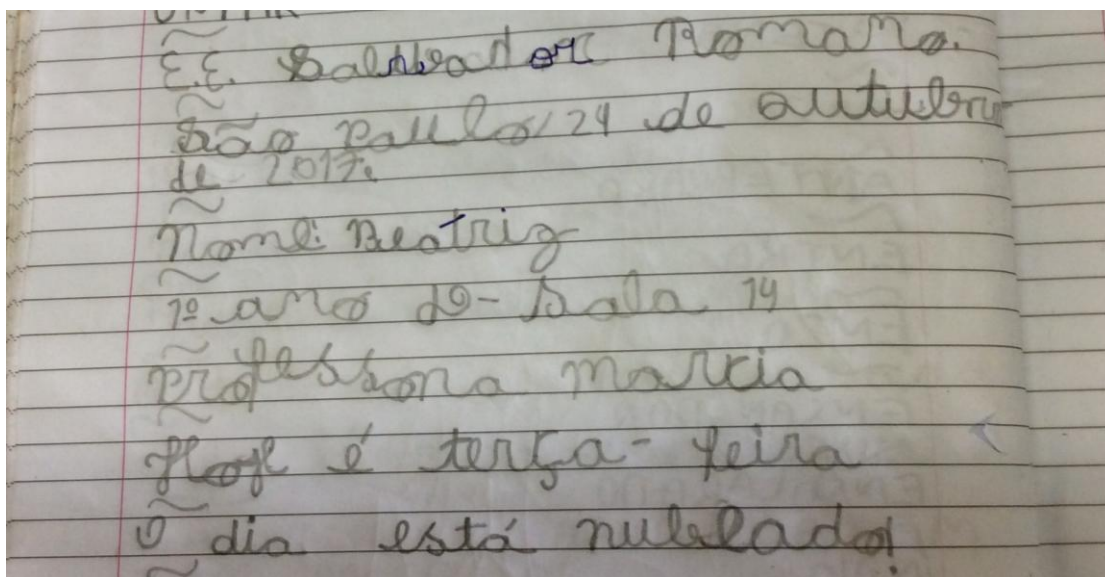 E.E. Salvador Romano.
São Paulo, 24 de outubro
de 2017.
Nome: Beatriz
1º ano do - Sala 14
Professora Marcia
Hoje é terça-feira
O dia está nublado!